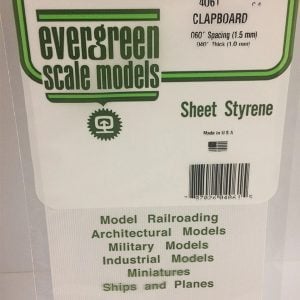 4061
CLAPBOARD
.060" Spacing (1.5 mm)
.040" Thick (1.0 mm)
evergreen
scale models
Sheet Styrene
Made in U S A
Model Railroading
Architectural Models
Military Models
Industrial Models
Miniatures
Ships and Planes